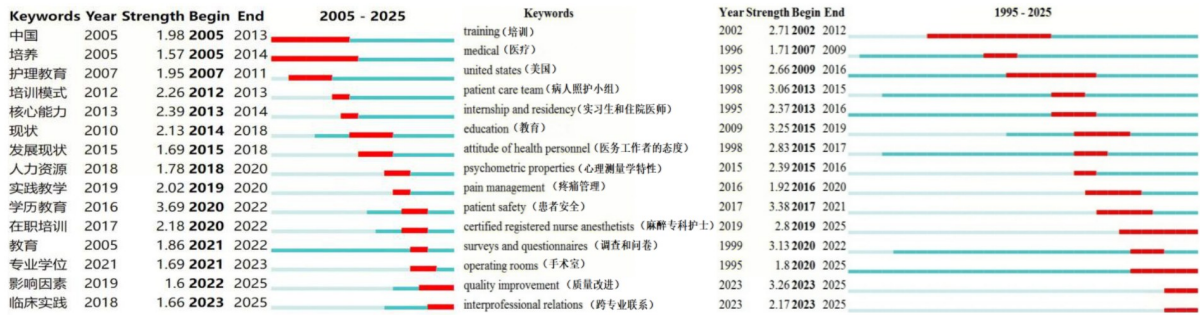 Keywords Year Strength Begin End 2005 - 2025
中国 2005 1.98 2005 2013
培养 2005 1.57 2005 2014
护理教育 2007 1.95 2007 2011
培训模式 2012 2.26 2012 2013
核心能力 2013 2.39 2013 2014
现状 2010 2.13 2014 2018
发展现状 2015 1.69 2015 2018
人力资源 2018 1.78 2018 2020
实践教学 2019 2.02 2019 2020
学历教育 2016 3.69 2020 2022
在职培训 2017 2.18 2020 2022
教育 2005 1.86 2021 2022
专业学位 2021 1.69 2021 2023
影响因素 2019 1.6 2022 2025
临床实践 2018 1.66 2023 2025
Keywords Year Strength Begin End 1995 - 2025
training（培训） 2002 2.71 2002 2012
medical（医疗） 1996 1.71 2007 2009
united states（美国） 1995 2.66 2009 2016
patient care team（病人照护小组） 1998 3.06 2013 2015
internship and residency（实习生和住院医师） 1995 2.37 2013 2016
education（教育） 2009 3.25 2015 2019
attitude of health personnel（医务工作者的态度） 1998 2.83 2015 2017
psychometric properties（心理测量学特性） 2015 2.39 2015 2016
pain management（疼痛管理） 2016 1.92 2016 2020
patient safety（患者安全） 2017 3.38 2017 2021
certified registered nurse anesthetists（麻醉专科护士） 2019 2.8 2019 2025
surveys and questionnaires（调查和问卷） 1999 3.13 2020 2022
operating rooms（手术室） 1995 1.8 2020 2025
quality improvement（质量改进） 2023 3.26 2023 2025
interprofessional relations（跨专业联系） 2023 2.17 2023 2025